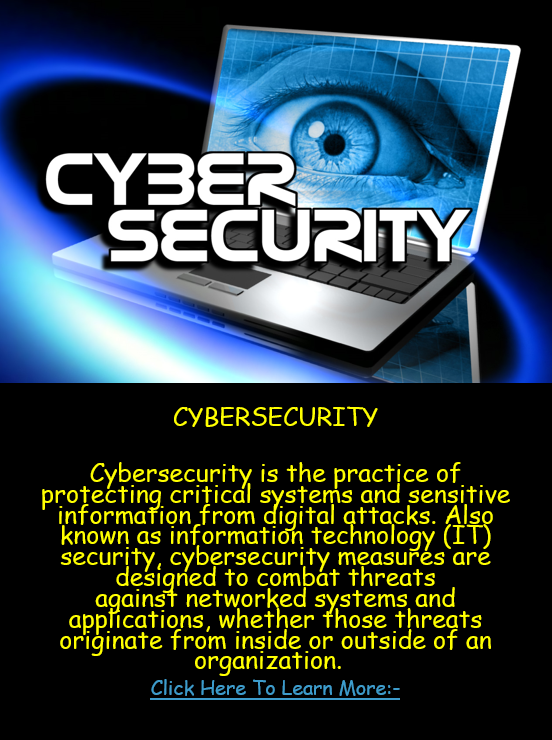 CYBER
SECURITY
CYBERSECURITY
Cybersecurity is the practice of
protecting critical systems and sensitive
information from digital attacks. Also
known as information technology (IT)
security, cybersecurity measures are
designed to combat threats
against networked systems and
applications, whether those threats
originate from inside or outside of an
organization.
Click Here To Learn More:-